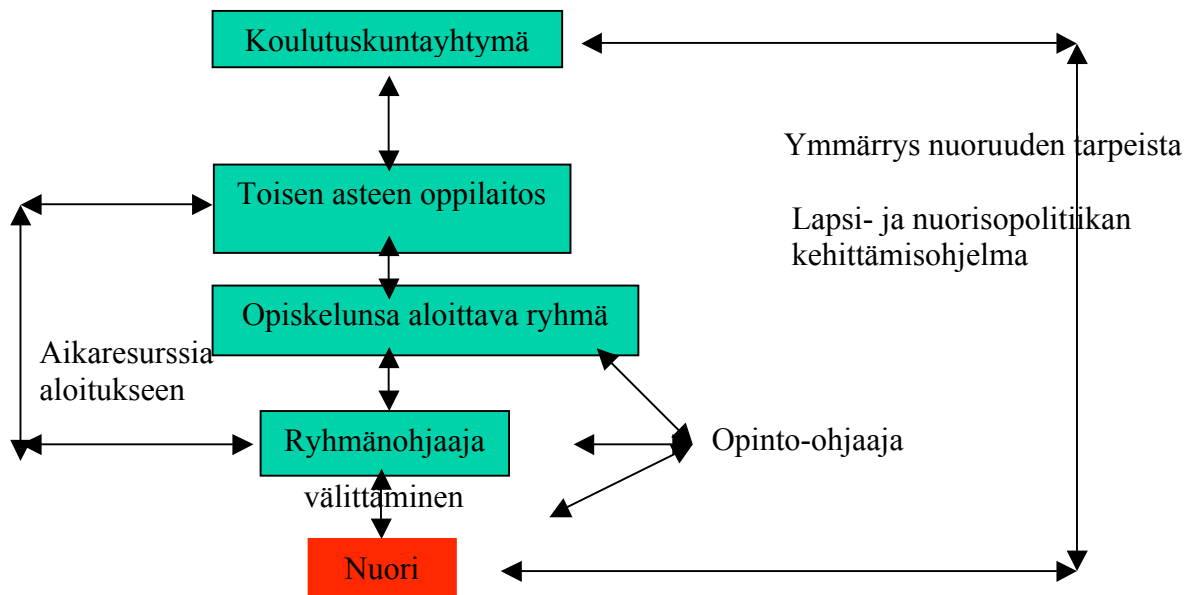 Koulutuskuntayhtymä
Ymmärrys nuoruuden tarpeista
Toisen asteen oppilaitos
Lapsi- ja nuorisopolitiikan
kehittämisohjelma
Opiskelunsa aloittava ryhmä
Aikaresurssia
aloitukseen
Ryhmänohjaaja
Opinto-ohjaaja
välittäminen
Nuori